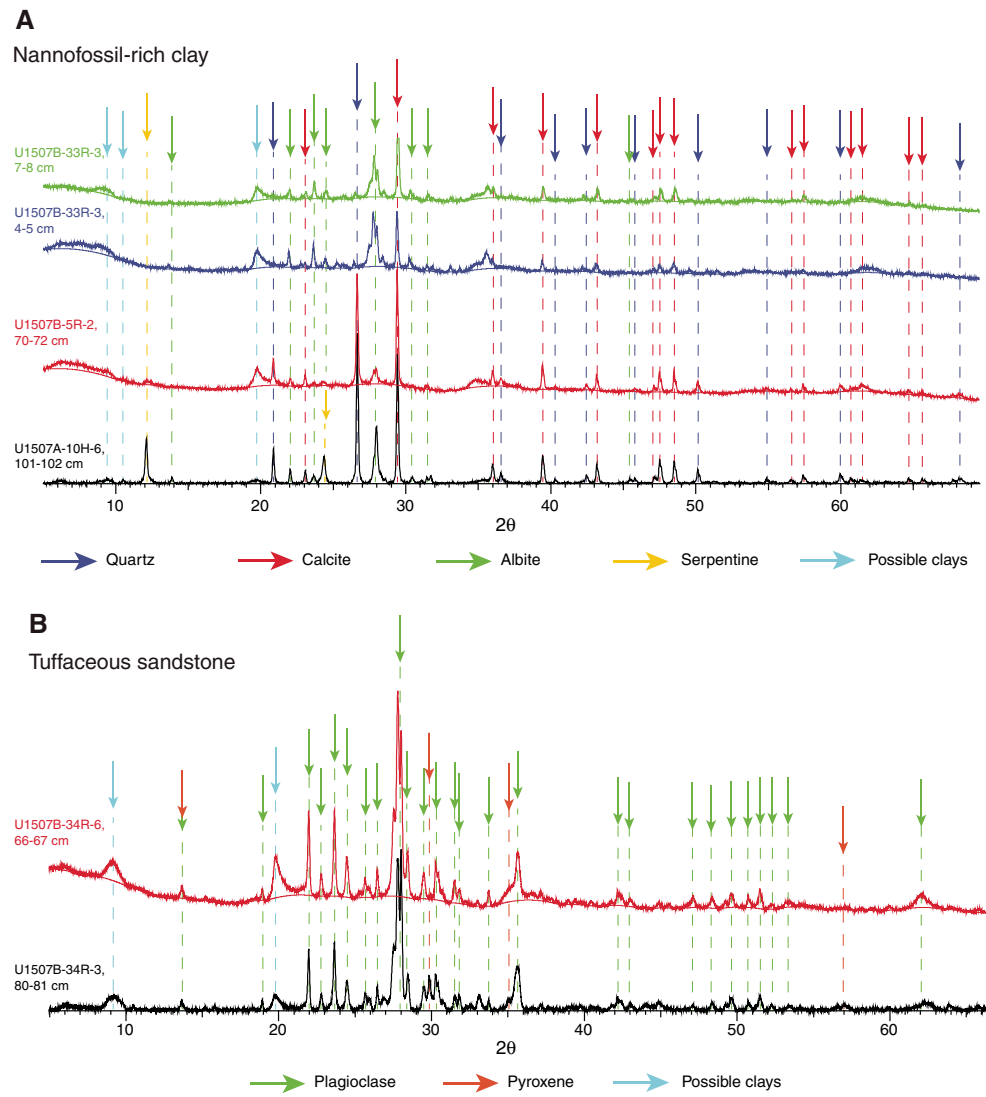 A
Nannofossil-rich clay
U1507B-33R-3,
7-8 cm
U1507B-33R-3,
4-5 cm
U1507B-5R-2,
70-72 cm
U1507A-10H-6,
101-102 cm
10 20 30 40 50 60
2θ
Quartz Calcite Albite Serpentine Possible clays
B
Tuffaceous sandstone
U1507B-34R-6,
66-67 cm
U1507B-34R-3,
80-81 cm
10 20 30 40 50 60
2θ
Plagioclase Pyroxene Possible clays